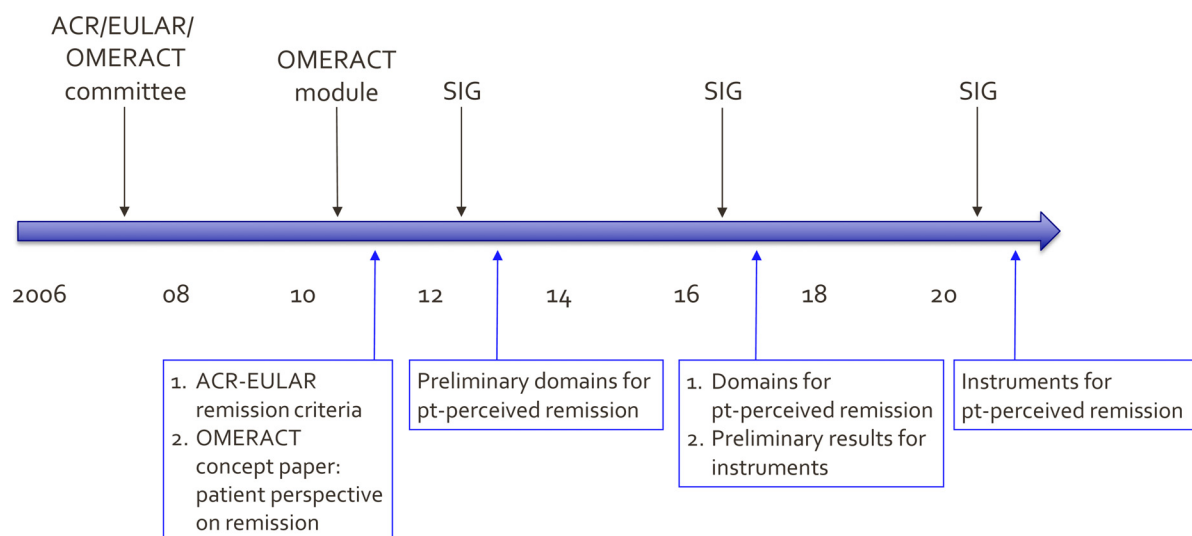 ACR/EULAR/
OMERACT
committee
OMERACT
module
SIG
SIG
SIG
2006
08
10
12
14
16
18
20
1. ACR-EULAR
remission criteria
2. OMERACT
concept paper:
patient perspective
on remission
Preliminary domains for
pt-perceived remission
1. Domains for
pt-perceived remission
2. Preliminary results for
instruments
Instruments for
pt-perceived remission